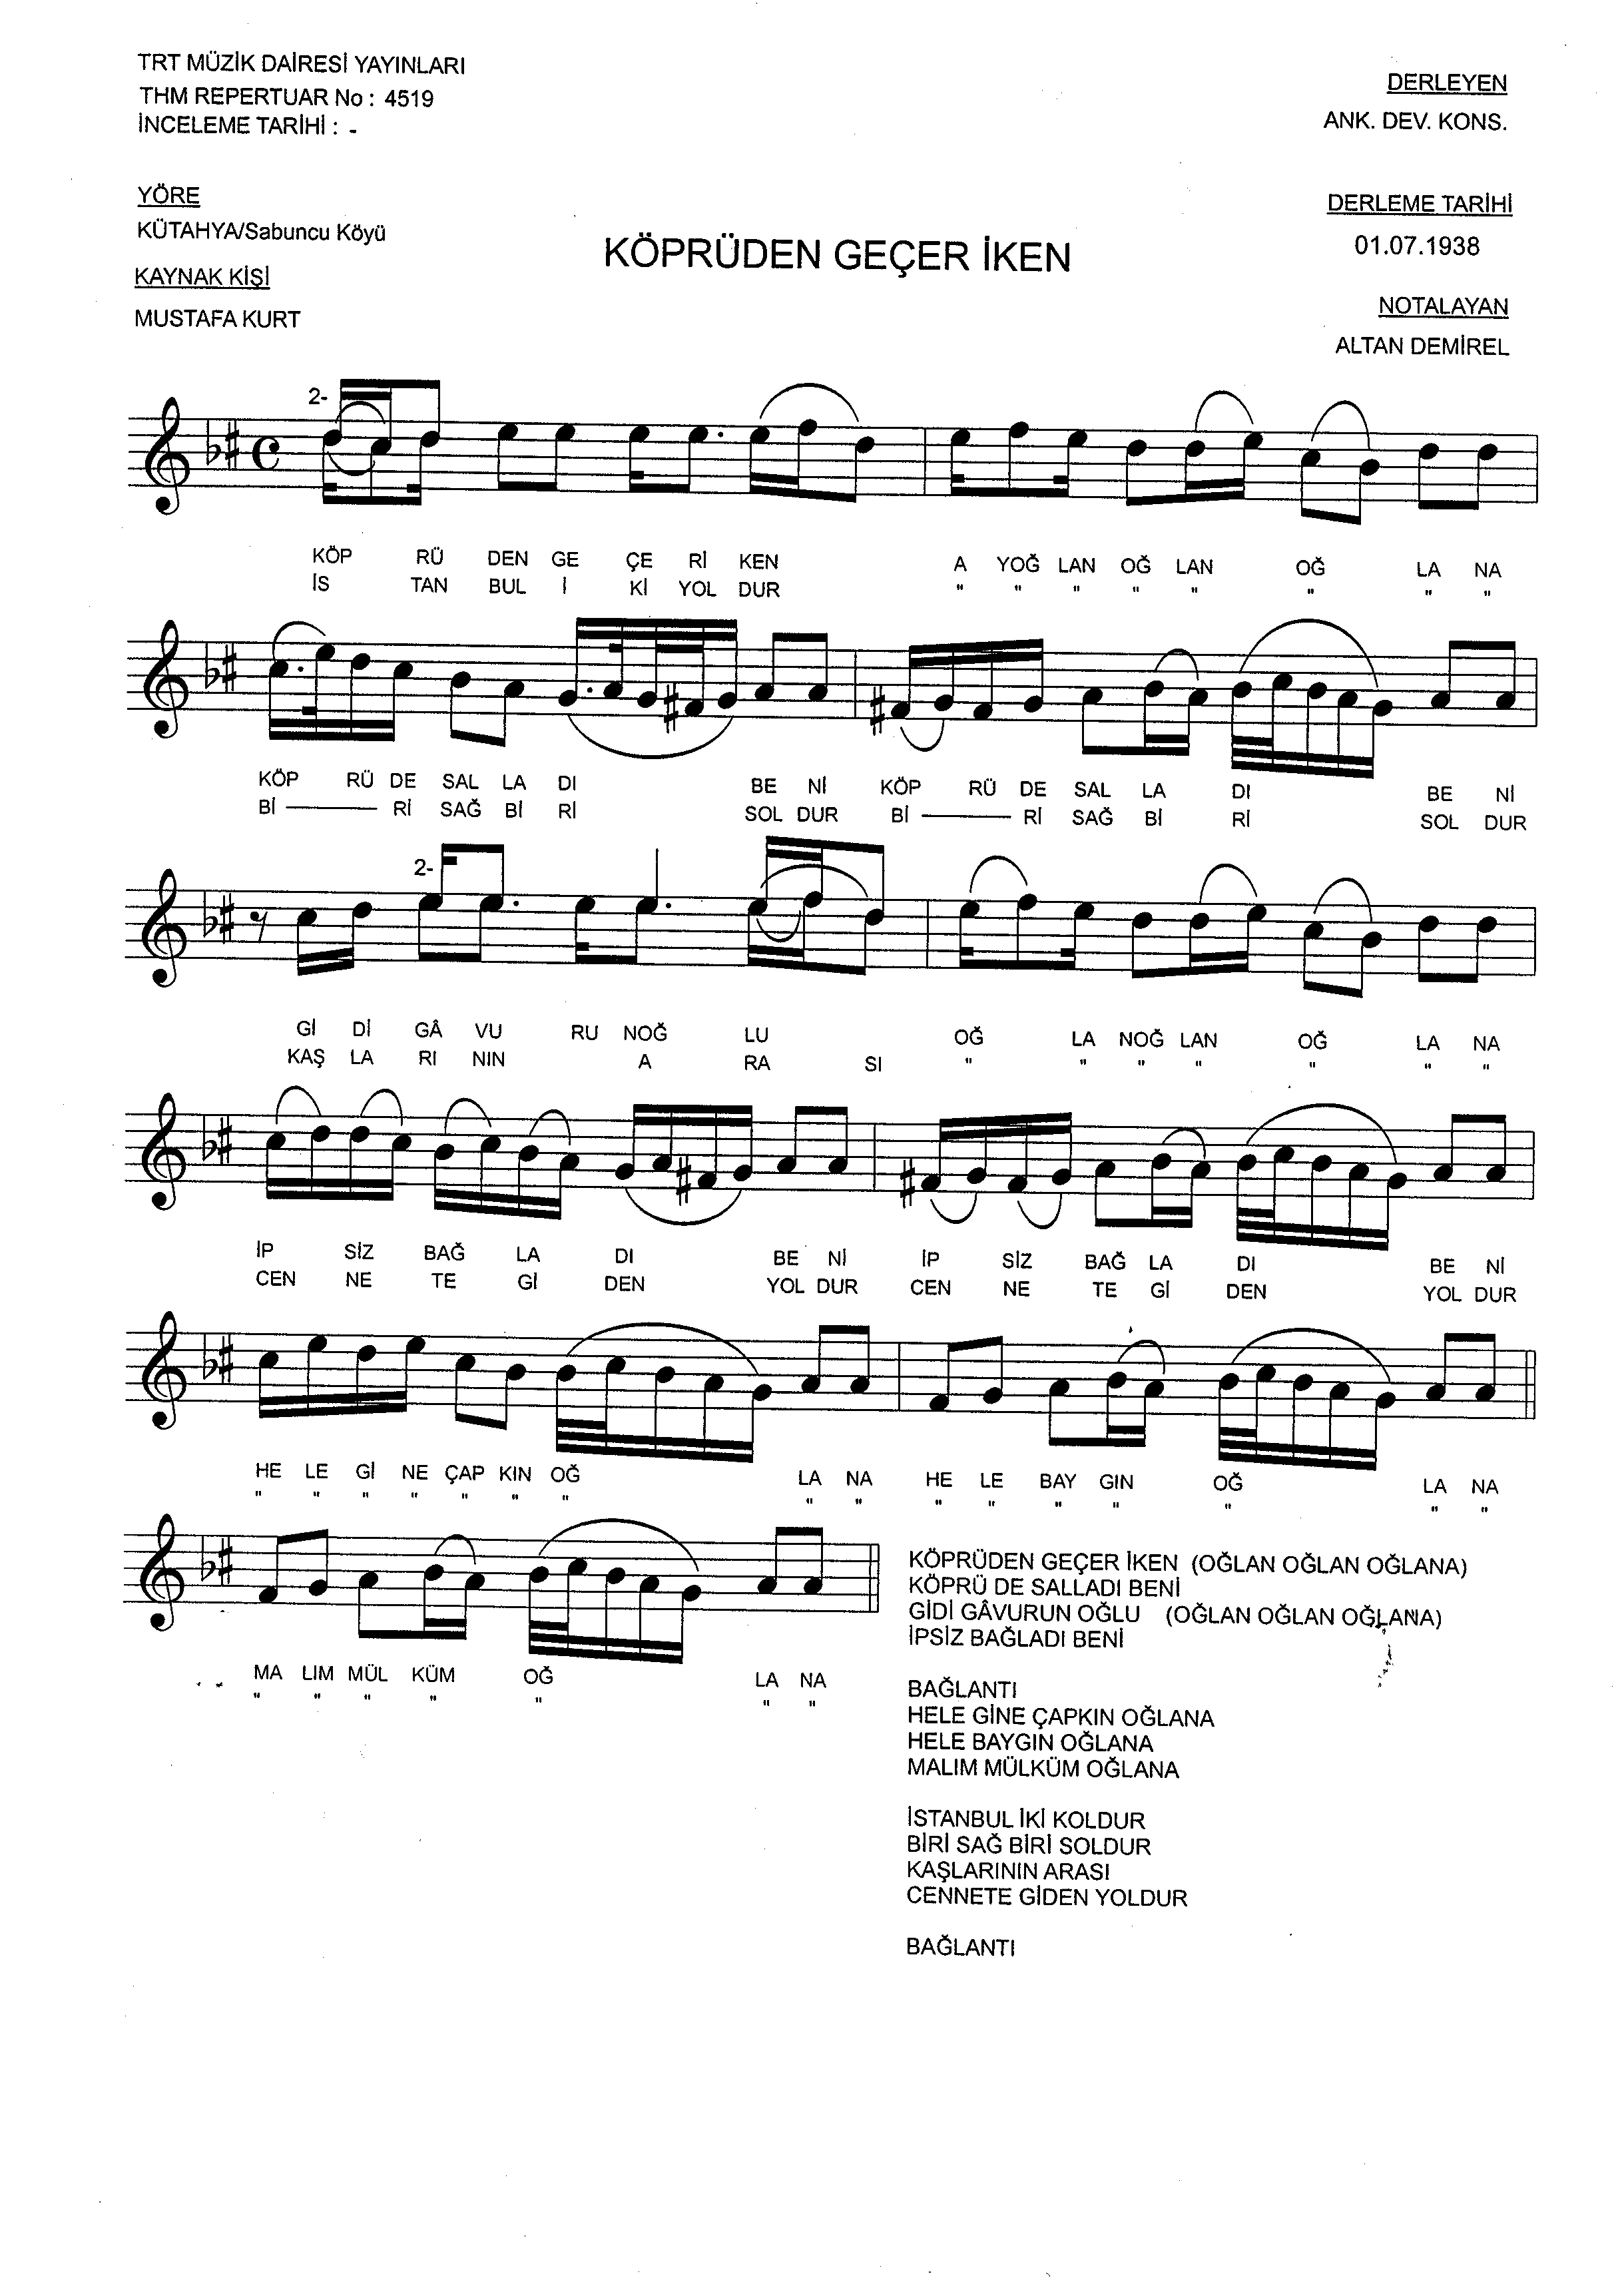 TRT MÜZİK DAİRESİ YAYINLARI
THM REPERTUAR No : 4519
İNCELEME TARİHİ : -
DERLEYEN
ANK. DEV. KONS.
YÖRE
KÜTAHYA/Sabuncu Köyü
KAYNAK KİŞİ
MUSTAFA KURT
KÖPRÜDEN GEÇER İKEN
DERLEME TARİHİ
01.07.1938
NOTALAYAN
ALTAN DEMİREL
2-
KÖP RÜ DEN GE ÇE Rİ KEN A YOĞ LAN OĞ LAN OĞ LA NA
İS TAN BUL İ Kİ YOL DUR " " " " " " " "
KÖP RÜ DE SAL LA DI BE Nİ KÖP RÜ DE SAL LA DI BE Nİ
Bİ ——— Rİ SAĞ Bİ Rİ SOL DUR Bİ ——— Rİ SAĞ Bİ Rİ SOL DUR
2-
Gİ Dİ GÂ VU RU NOĞ LU OĞ LA NOĞ LAN OĞ LA NA
KAŞ LA RI NIN A RA SI " " " " " " "
İP SİZ BAĞ LA DI BE Nİ İP SİZ BAĞ LA DI BE Nİ
CEN NE TE Gİ DEN YOL DUR CEN NE TE Gİ DEN YOL DUR
HE LE Gİ NE ÇAP KIN OĞ LA NA HE LE BAY GIN OĞ LA NA
" " " " " " " " " " " " " " " "
MA LIM MÜL KÜM OĞ LA NA
" " " " " " "
KÖPRÜDEN GEÇER İKEN (OĞLAN OĞLAN OĞLANA)
KÖPRÜ DE SALLADI BENİ
GİDİ GÂVURUN OĞLU (OĞLAN OĞLAN OĞLANA)
İPSİZ BAĞLADI BENİ
BAĞLANTI
HELE GİNE ÇAPKIN OĞLANA
HELE BAYGIN OĞLANA
MALIM MÜLKÜM OĞLANA
İSTANBUL İKİ KOLDUR
BİRİ SAĞ BİRİ SOLDUR
KAŞLARININ ARASI
CENNETE GİDEN YOLDUR
BAĞLANTI